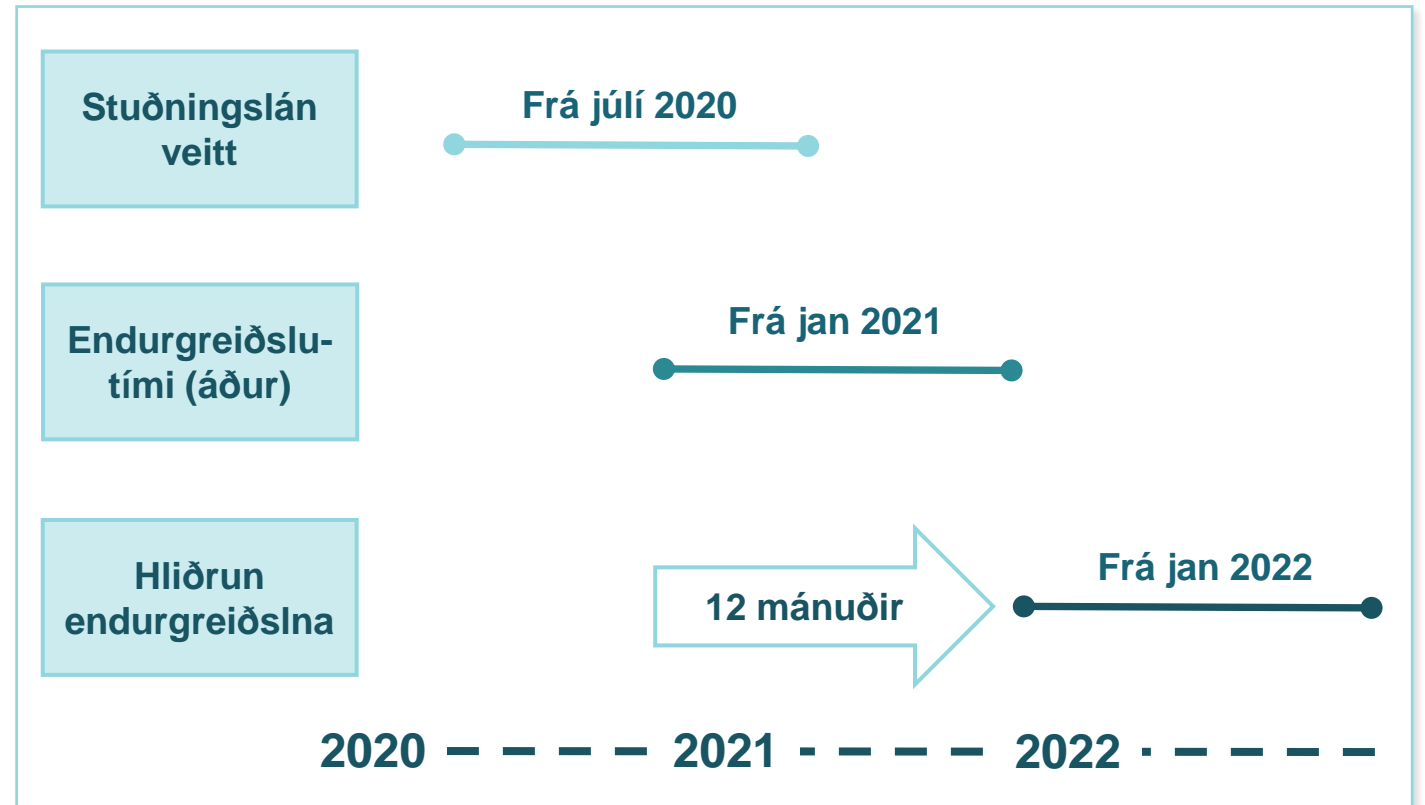 Stuðningslán
veitt
Frá júlí 2020
Endurgreiðslu-
tími (áður)
Frá jan 2021
Hliðrun
endurgreiðslna
12 mánuðir
Frá jan 2022
2020
2021
2022